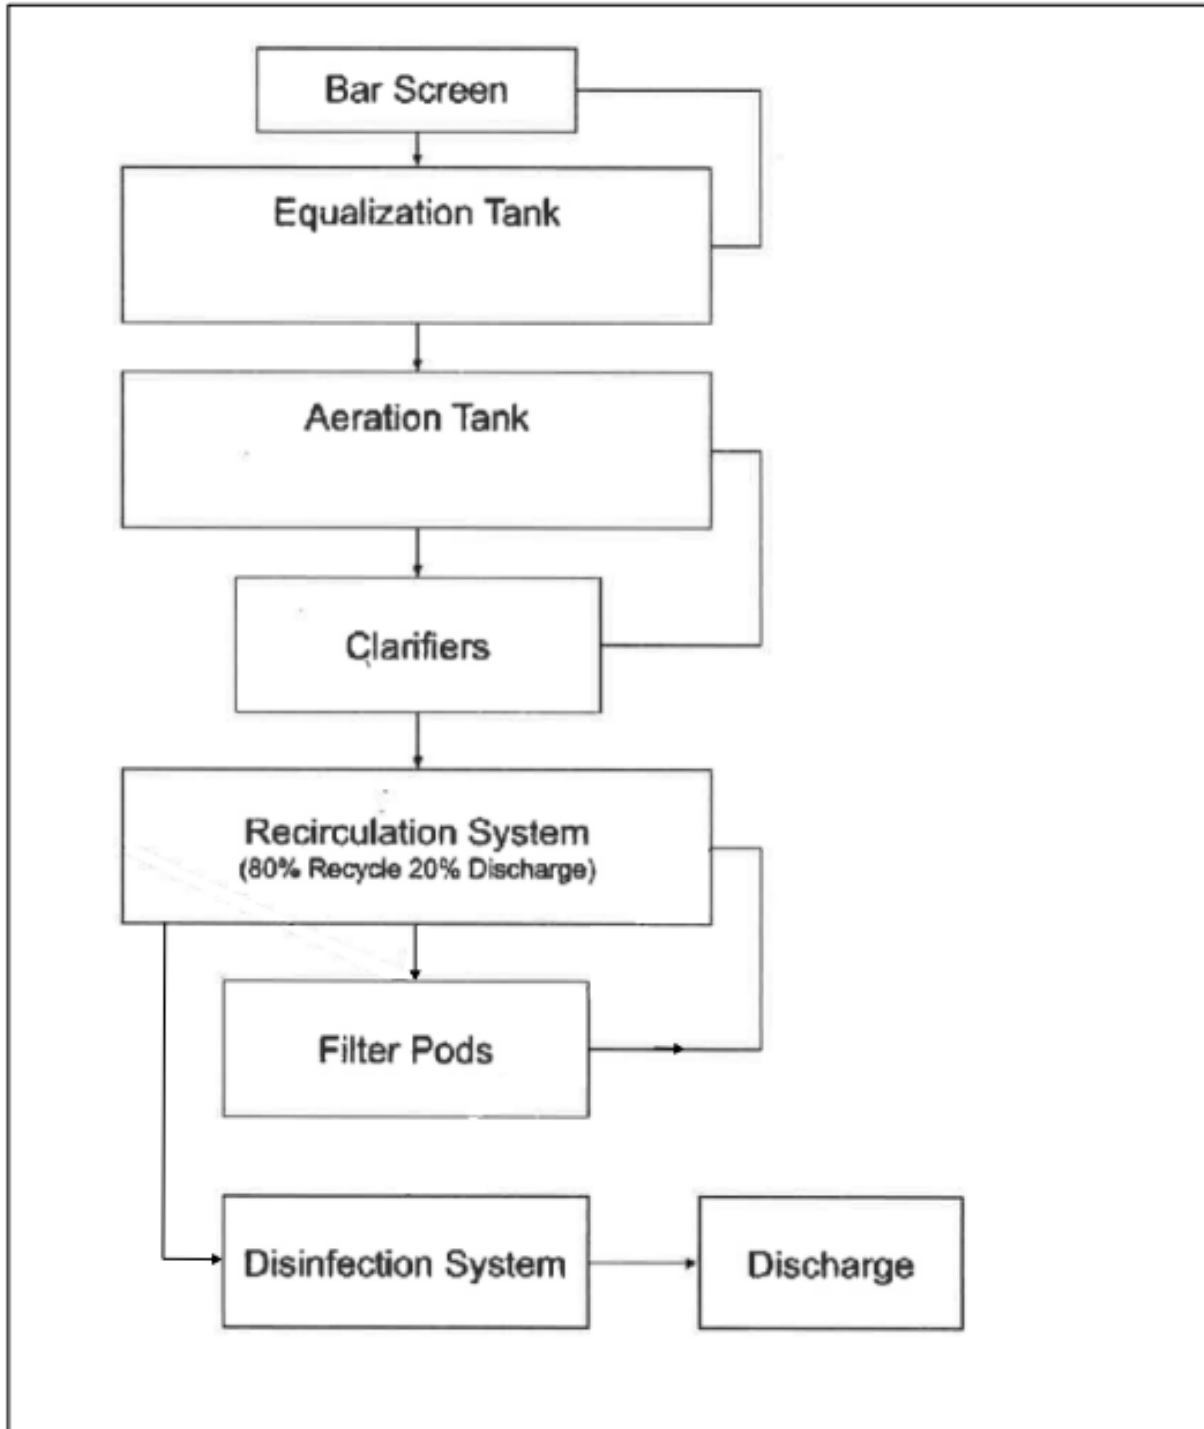 Bar Screen
Equalization Tank
Aeration Tank
Clarifiers
Recirculation System
(80% Recycle 20% Discharge)
Filter Pods
Disinfection System
Discharge